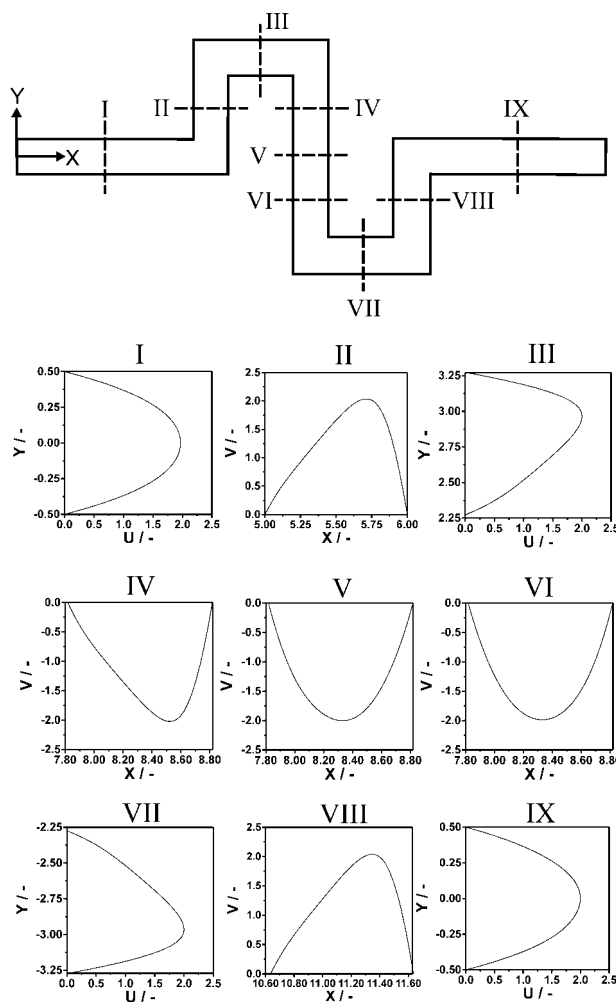 III
Y
I
II
IV
IX
X
V
VI
VIII
VII
I
II
III
0.50
0.25
0.00
-0.25
-0.50
Y / -
0.0 0.5 1.0 1.5 2.0 2.5
U / -
2.5
2.0
1.5
1.0
0.5
0
V / -
5.00 5.25 5.50 5.75 6.00
X / -
3.25
3.00
2.75
2.50
2.25
Y / -
0.0 0.5 1.0 1.5 2.0 2.5
U / -
IV
V
VI
0.0
-0.5
-1.0
-1.5
-2.0
-2.5
V / -
7.80 8.00 8.20 8.40 8.60 8.80
X / -
0.0
-0.5
-1.0
-1.5
-2.0
-2.5
V / -
7.80 8.00 8.20 8.40 8.60 8.80
X / -
0.0
-0.5
-1.0
-1.5
-2.0
-2.5
V / -
7.80 8.00 8.20 8.40 8.60 8.80
X / -
VII
VIII
IX
-2.25
-2.50
-2.75
-3.00
-3.25
Y / -
0.0 0.5 1.0 1.5 2.0 2.5
U / -
2.5
2.0
1.5
1.0
0.5
0.0
V / -
10.60 11.00 11.20 11.40 11.60
X / -
0.50
0.25
0.00
-0.25
-0.50
Y / -
0.0 0.5 1.0 1.5 2.0 2.5
U / -